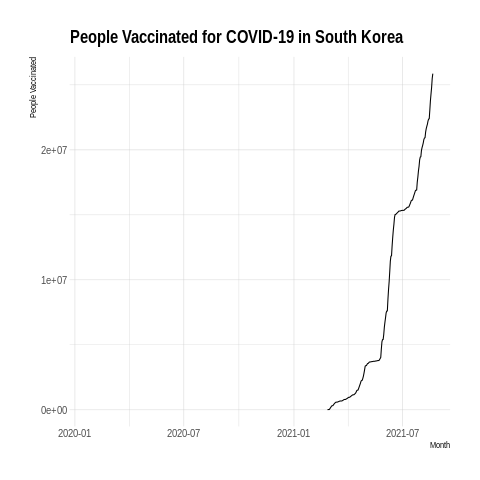 People Vaccinated for COVID-19 in South Korea
People Vaccinated
2e+07
1e+07
0e+00
2020-01 2020-07 2021-01 2021-07
Month